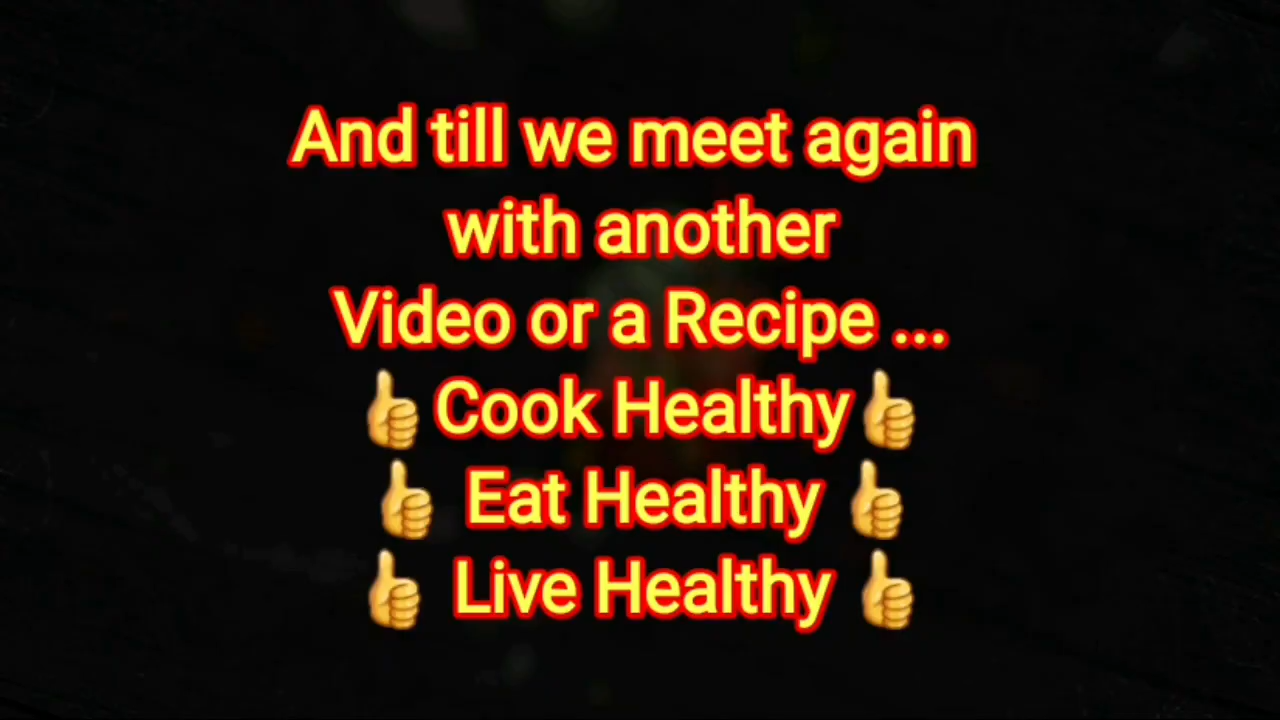 And till we meet again
with another
Video or a Recipe ...
👍 Cook Healthy 👍
👍 Eat Healthy 👍
👍 Live Healthy 👍